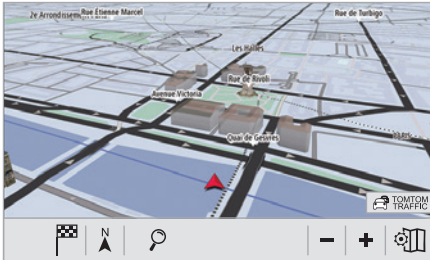 2e Arrondissem
Rue Etienne Marcel
Rue de Turbigo
Les Halles
Rue de Rivoli
Avenue Victoria
Quai de Gesvres
N
TOMTOM
TRAFFIC